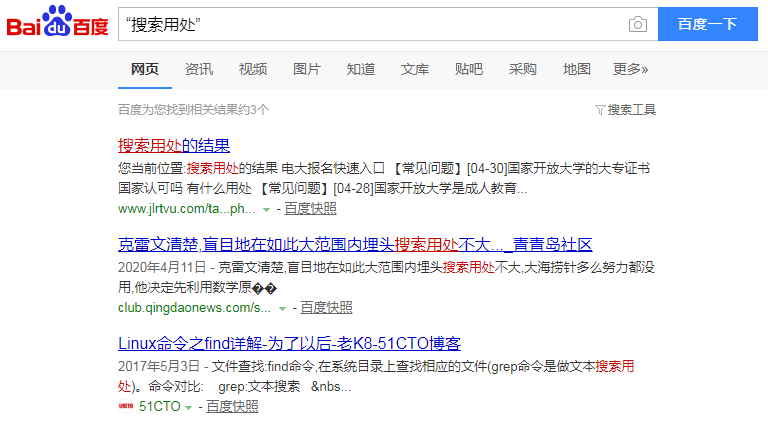 Bai du 百度 “搜索用处” 百度一下
网页 资讯 视频 图片 知道 文库 贴吧 采购 地图 更多»
百度为您找到相关结果约3个 搜索工具
搜索用处的结果
您当前位置:搜索用处的结果 电大报名快速入口 【常见问题】[04-30]国家开放大学的大专证书
国家认可吗 有什么用处 【常见问题】[04-28]国家开放大学是成人教育...
www.jlrtvu.com/ta...ph... - 百度快照
克雷文清楚,盲目地在如此大范围内埋头搜索用处不大..._青青岛社区
2020年4月11日 - 克雷文清楚,盲目地在如此大范围内埋头搜索用处不大,大海捞针多么努力都没
用,他决定先利用数学原��
club.qingdaonews.com/s... - 百度快照
Linux命令之find详解-为了以后-老K8-51CTO博客
2017年5月3日 - 文件查找:find命令,在系统目录上查找相应的文件(grep命令是做文本搜索用
处)。命令对比: grep:文本搜索 &nbs...
51CTO 51CTO - 百度快照